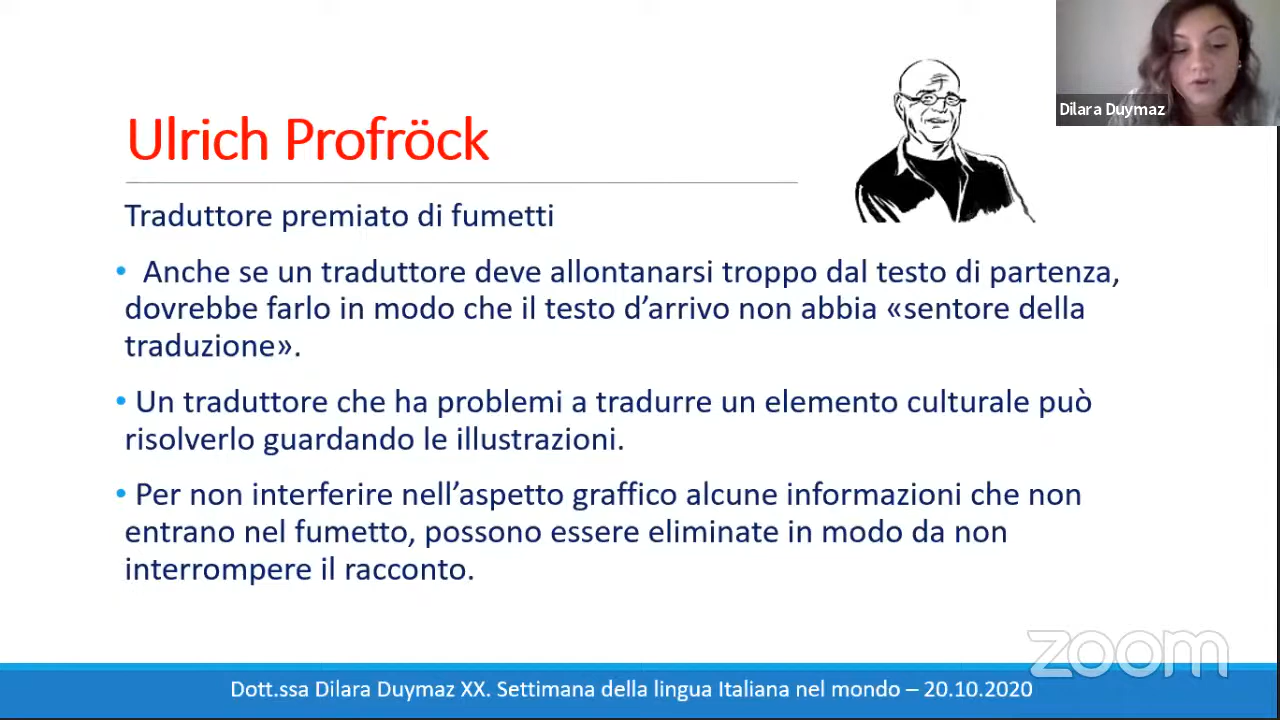 Dilara Duymaz
Ulrich Profröck
Traduttore premiato di fumetti
• Anche se un traduttore deve allontanarsi troppo dal testo di partenza,
dovrebbe farlo in modo che il testo d’arrivo non abbia «sentore della
traduzione».
• Un traduttore che ha problemi a tradurre un elemento culturale può
risolverlo guardando le illustrazioni.
• Per non interferire nell’aspetto graffico alcune informazioni che non
entrano nel fumetto, possono essere eliminate in modo da non
interrompere il racconto.
zoom
Dott.ssa Dilara Duymaz XX. Settimana della lingua Italiana nel mondo – 20.10.2020